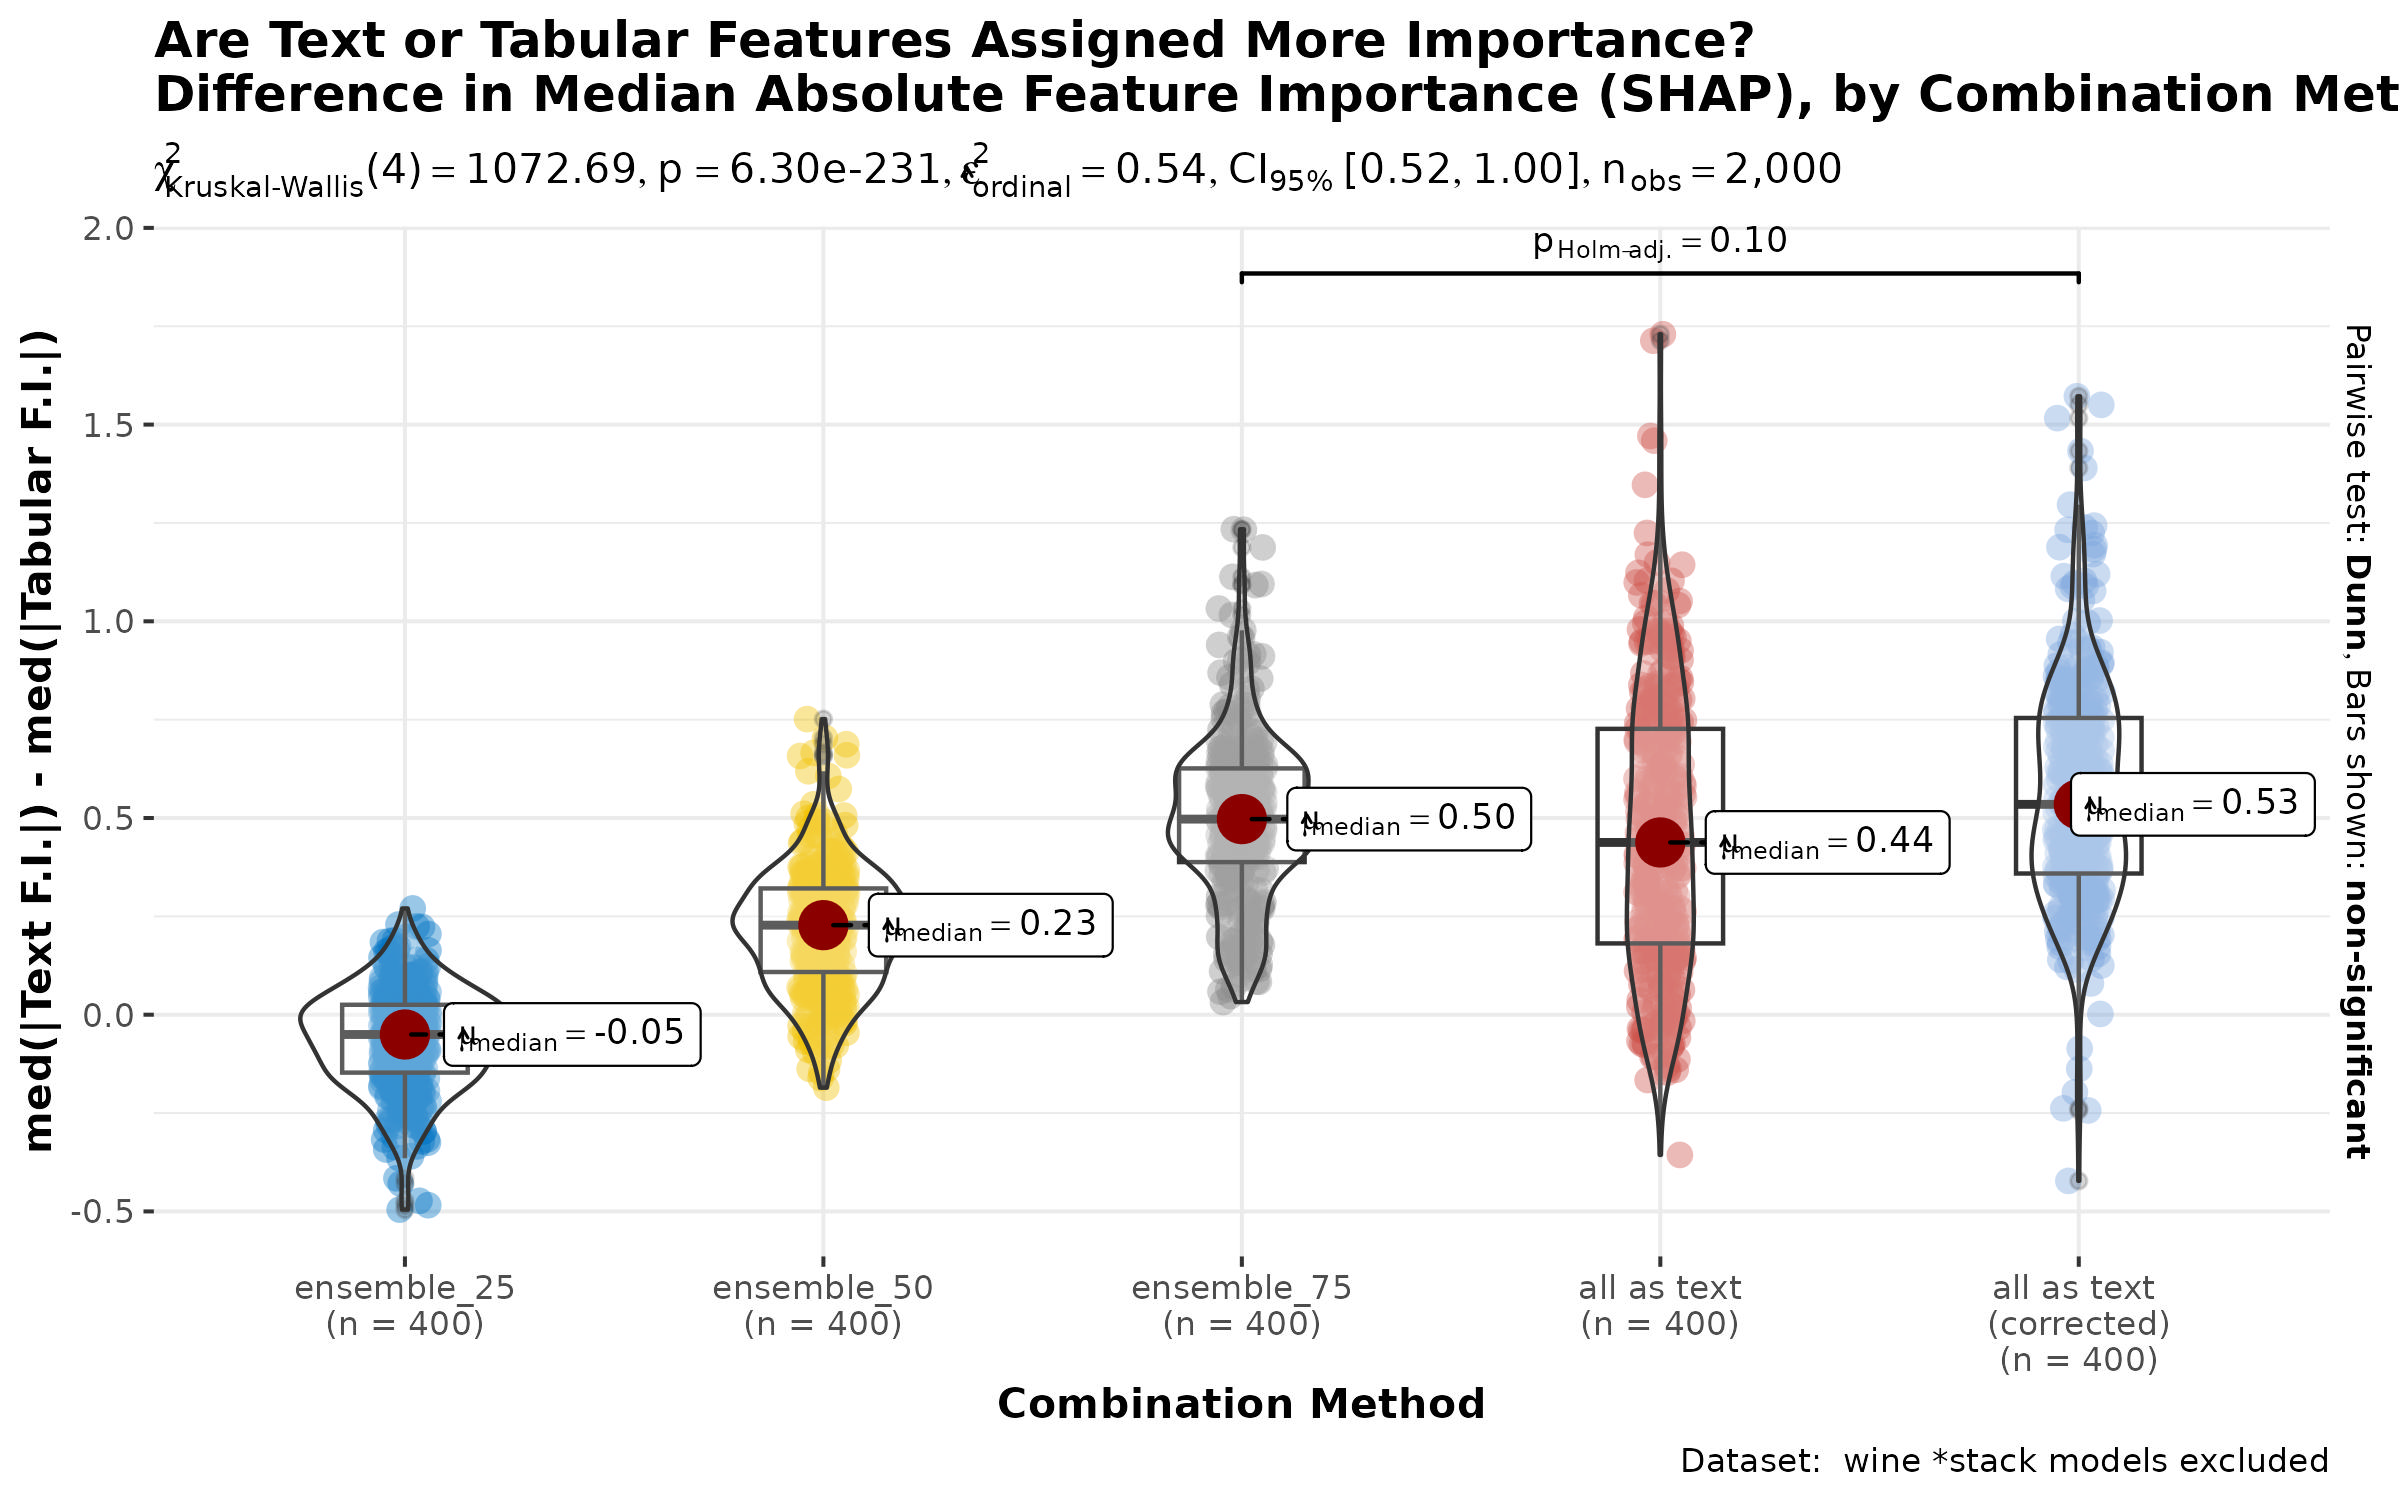 Are Text or Tabular Features Assigned More Importance?
Difference in Median Absolute Feature Importance (SHAP), by Combination Met
χ²Kruskal-Wallis(4) = 1072.69, p = 6.30e-231, ε²ordinal = 0.54, CI95% [0.52, 1.00], nobs = 2,000
pHolm-adj. = 0.10
2.0
1.5
1.0
0.5
0.0
-0.5
med(|Text F.I.|) - med(|Tabular F.I.|)
μ̂median = -0.05
μ̂median = 0.23
μ̂median = 0.50
μ̂median = 0.44
μ̂median = 0.53
Pairwise test: Dunn, Bars shown: non-significant
ensemble_25
(n = 400)
ensemble_50
(n = 400)
ensemble_75
(n = 400)
all as text
(n = 400)
all as text
(corrected)
(n = 400)
Combination Method
Dataset:  wine *stack models excluded